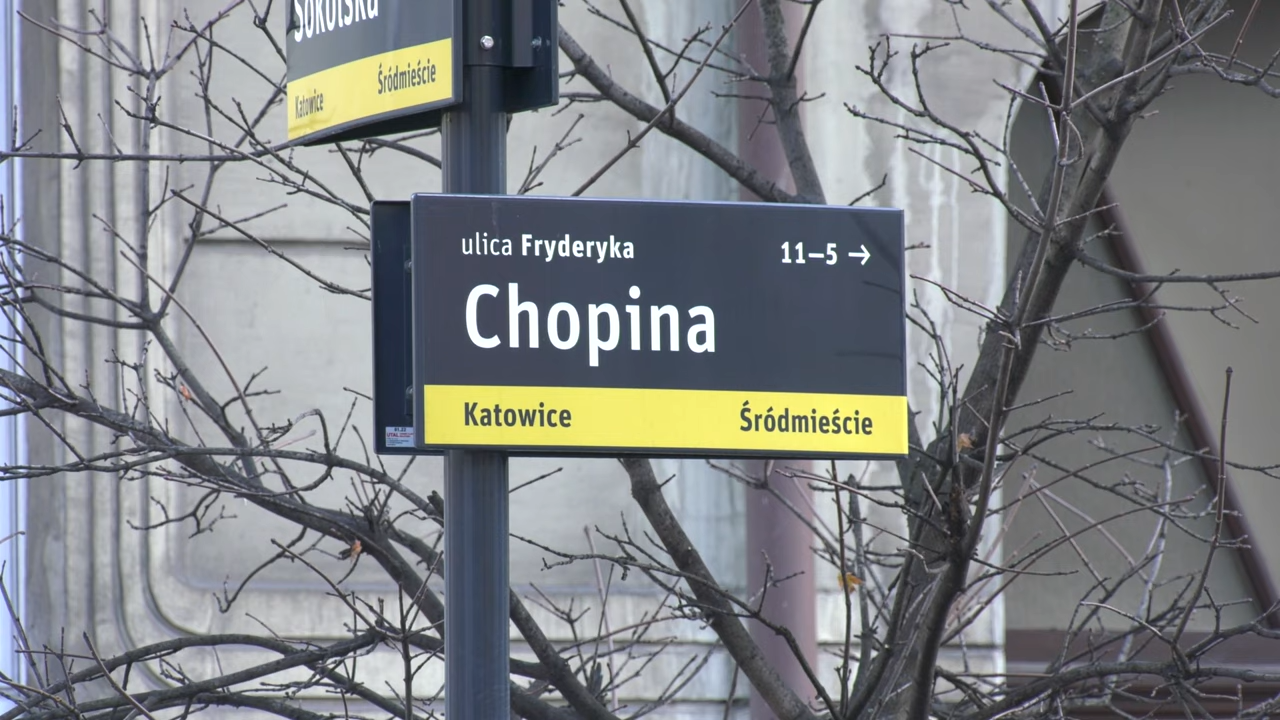 Sokolska
Katowice Śródmieście
ulica Fryderyka 11–5 →
Chopina
Katowice Śródmieście